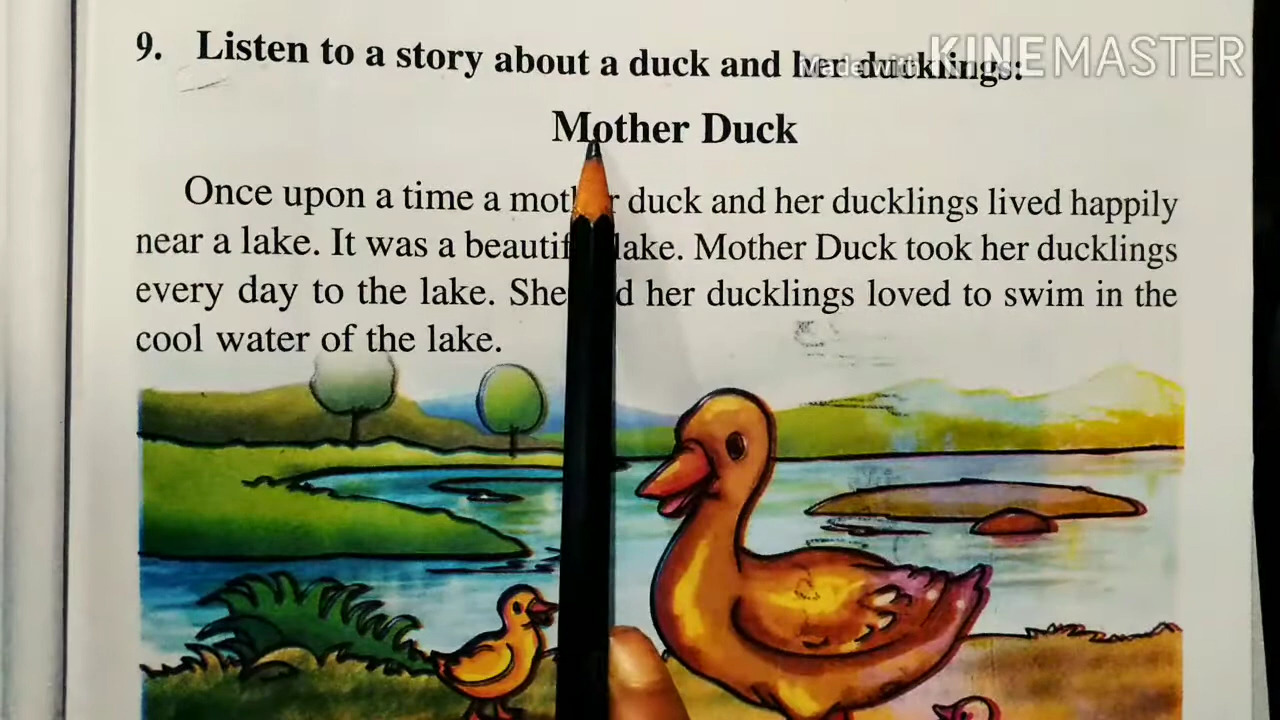 9. Listen to a story about a duck and her ducklings:
Made with KINEMASTER
Mother Duck
Once upon a time a mother duck and her ducklings lived happily
near a lake. It was a beautiful lake. Mother Duck took her ducklings
every day to the lake. She and her ducklings loved to swim in the
cool water of the lake.